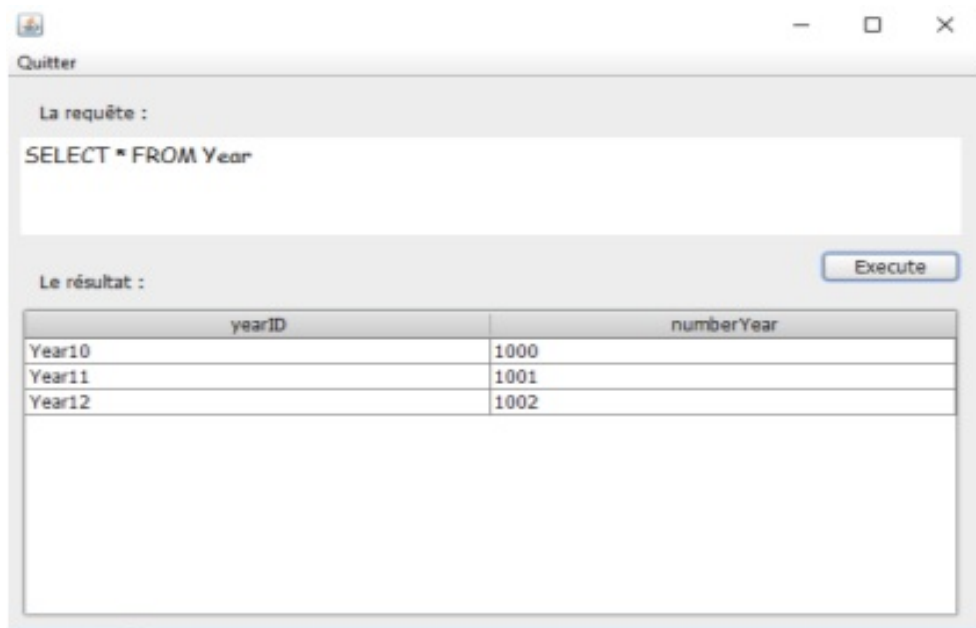 Quitter
La requête :
SELECT * FROM Year
Execute
Le résultat :
yearID numberYear
Year10 1000
Year11 1001
Year12 1002